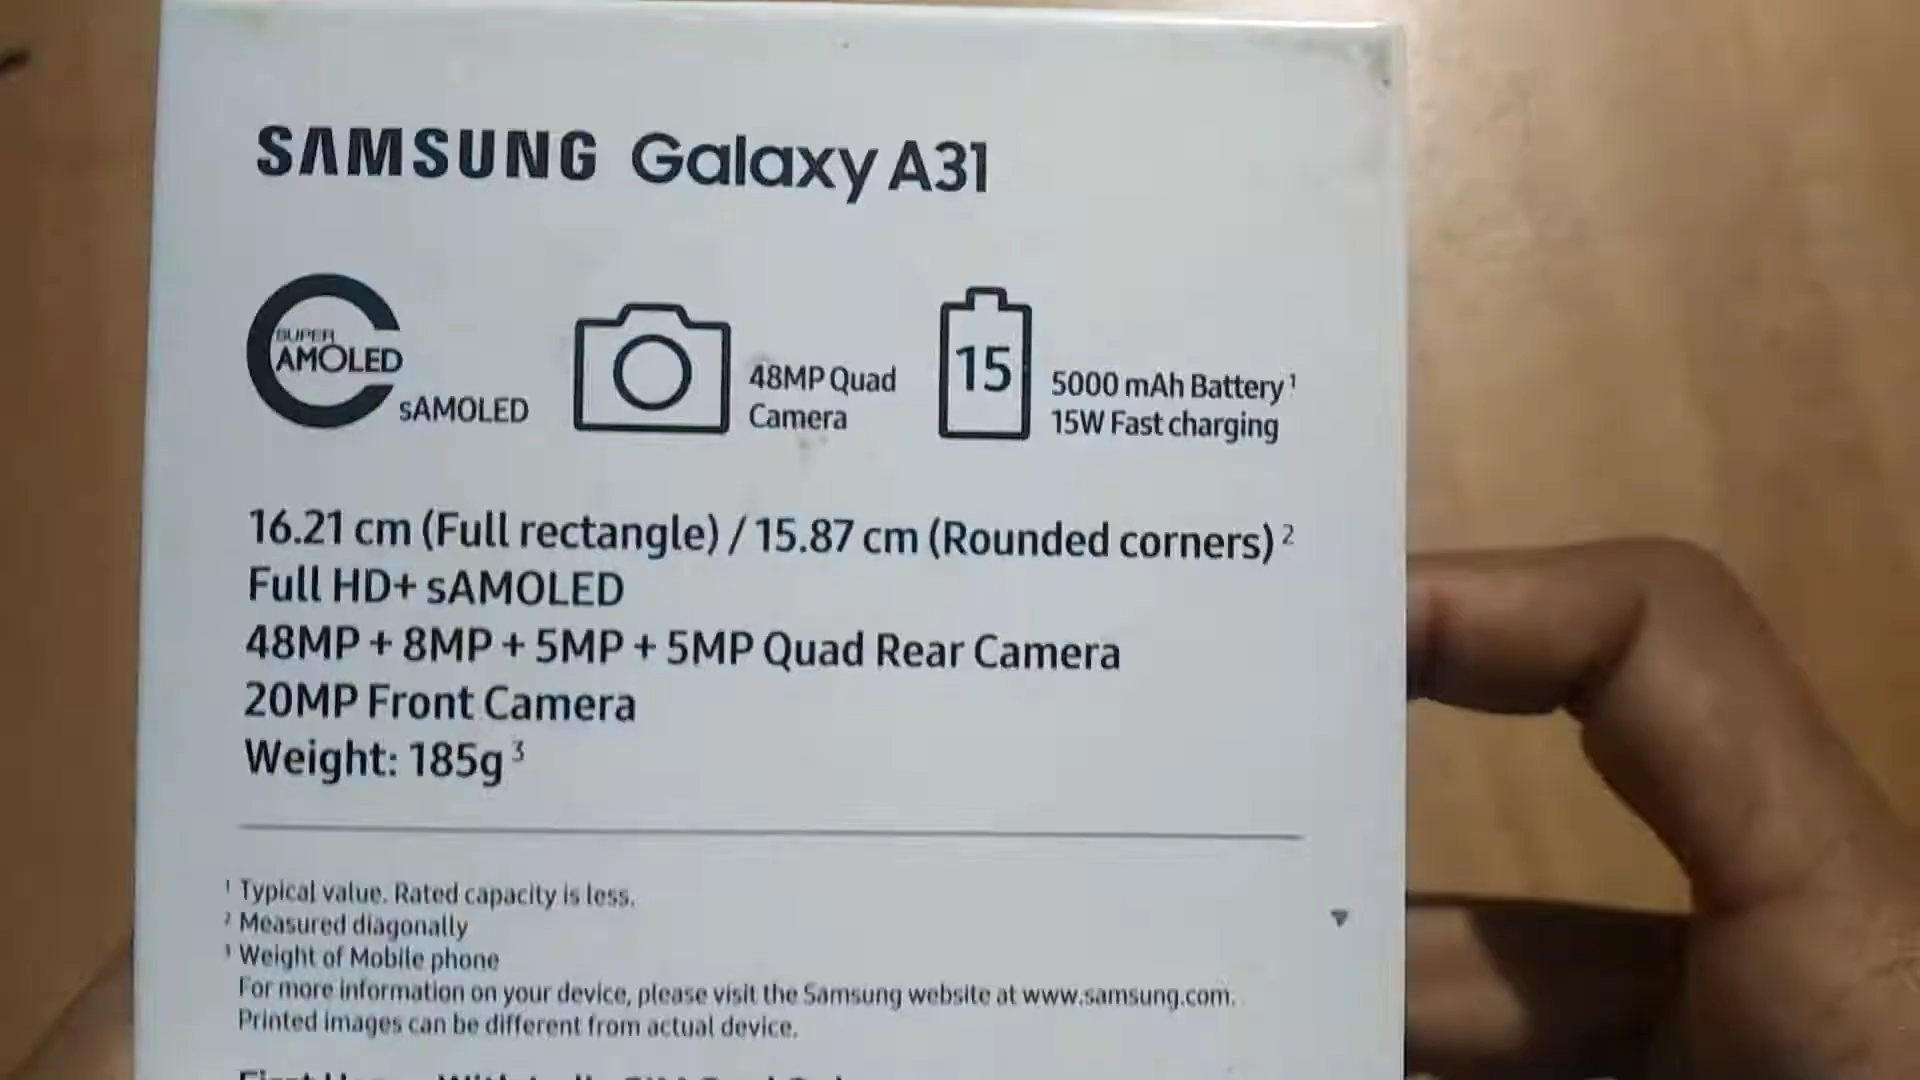 SAMSUNG Galaxy A31
SUPER
AMOLED
sAMOLED
48MP Quad
Camera
15
5000 mAh Battery¹
15W Fast charging
16.21 cm (Full rectangle) / 15.87 cm (Rounded corners)²
Full HD+ sAMOLED
48MP + 8MP + 5MP + 5MP Quad Rear Camera
20MP Front Camera
Weight: 185g³
¹ Typical value. Rated capacity is less.
² Measured diagonally
³ Weight of Mobile phone
For more information on your device, please visit the Samsung website at www.samsung.com.
Printed images can be different from actual device.